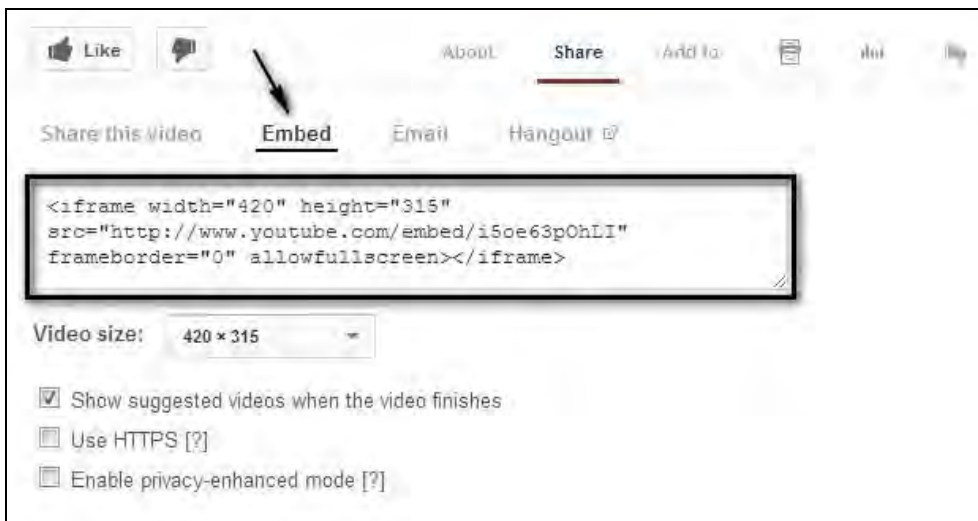 Like About Share Add to
Share this video Embed Email Hangout
<iframe width="420" height="315"
src="http://www.youtube.com/embed/i5oe63pOhLI"
frameborder="0" allowfullscreen></iframe>
Video size: 420 × 315
Show suggested videos when the video finishes
Use HTTPS [?]
Enable privacy-enhanced mode [?]